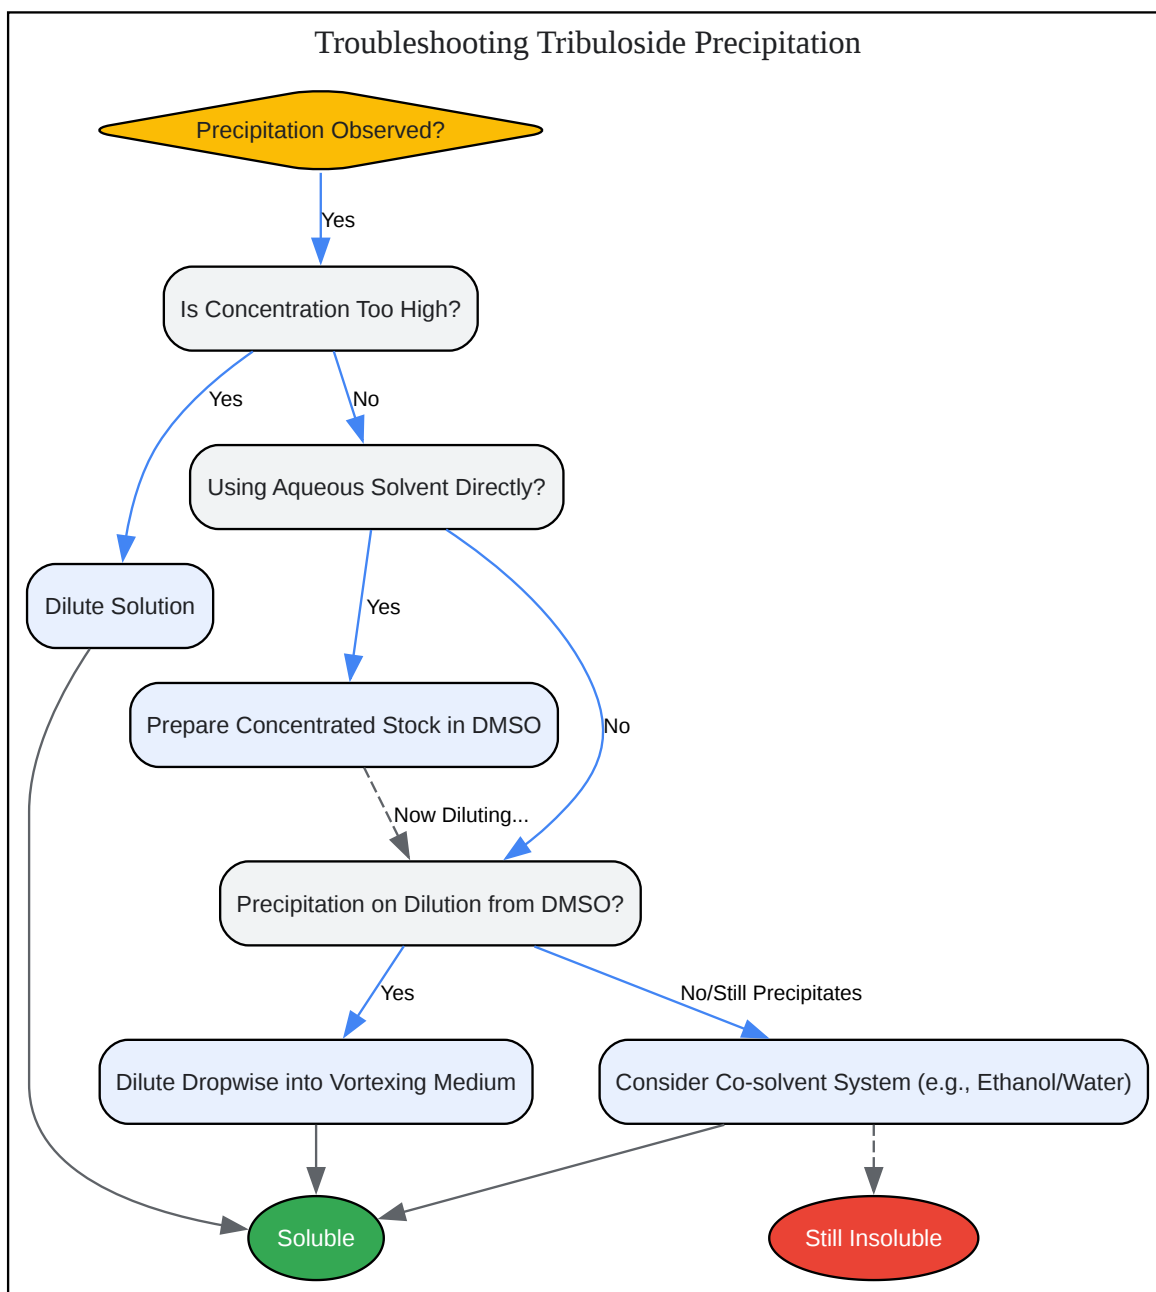 Troubleshooting Tribuloside Precipitation
Precipitation Observed?
Yes
Is Concentration Too High?
Yes
No
Using Aqueous Solvent Directly?
Dilute Solution
Yes
Prepare Concentrated Stock in DMSO
No
Now Diluting...
Precipitation on Dilution from DMSO?
Yes
No/Still Precipitates
Dilute Dropwise into Vortexing Medium
Consider Co-solvent System (e.g., Ethanol/Water)
Soluble
Still Insoluble